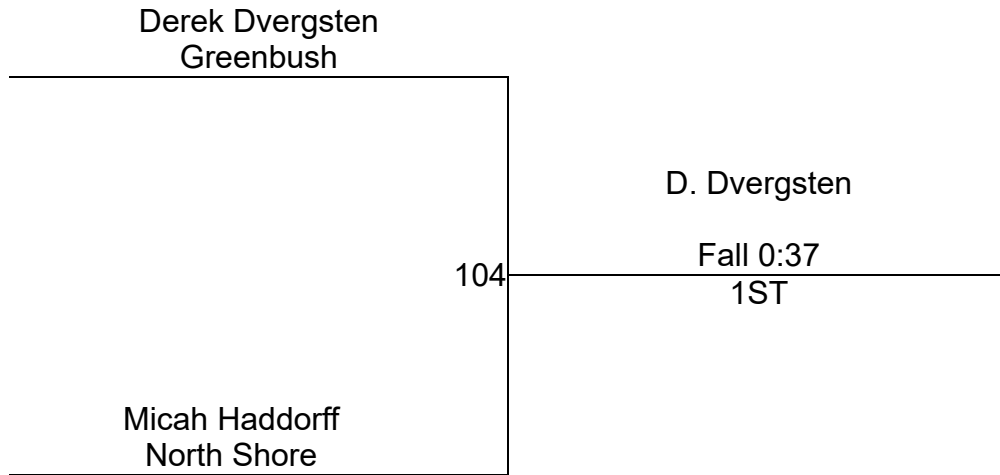 Derek Dvergsten
Greenbush
D. Dvergsten
Fall 0:37
104
1ST
Micah Haddorff
North Shore